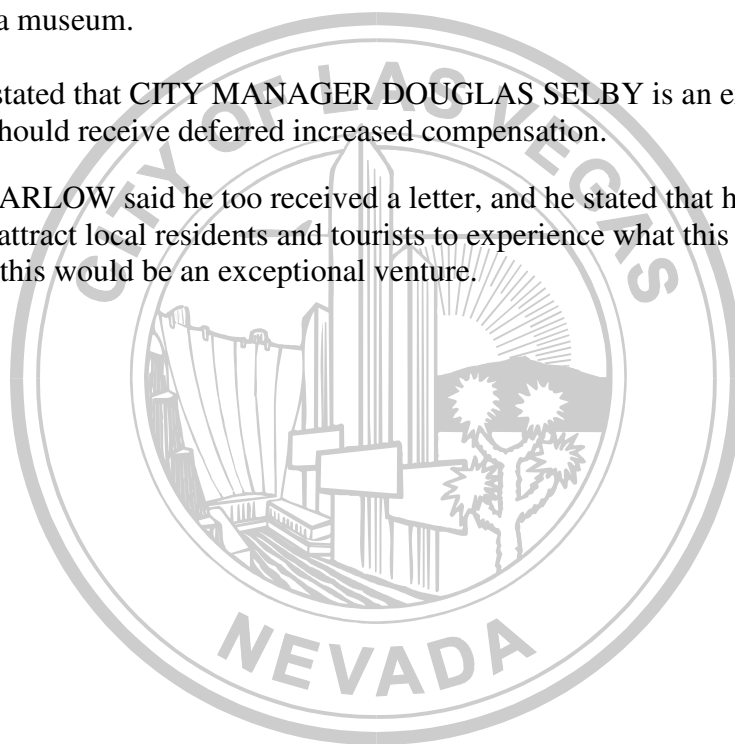 a museum.
stated that CITY MANAGER DOUGLAS SELBY is an e
hould receive deferred increased compensation.
ARLOW said he too received a letter, and he stated that h
attract local residents and tourists to experience what this
this would be an exceptional venture.
CITY OF LAS VEGAS
NEVADA